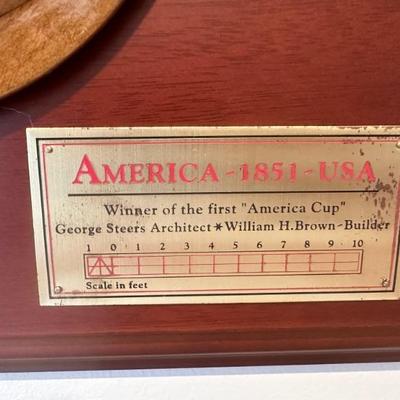 AMERICA - 1851 - USA
Winner of the first "America Cup"
George Steers Architect★William H.Brown-Builder
1 0 1 2 3 4 5 6 7 8 9 10
Scale in feet